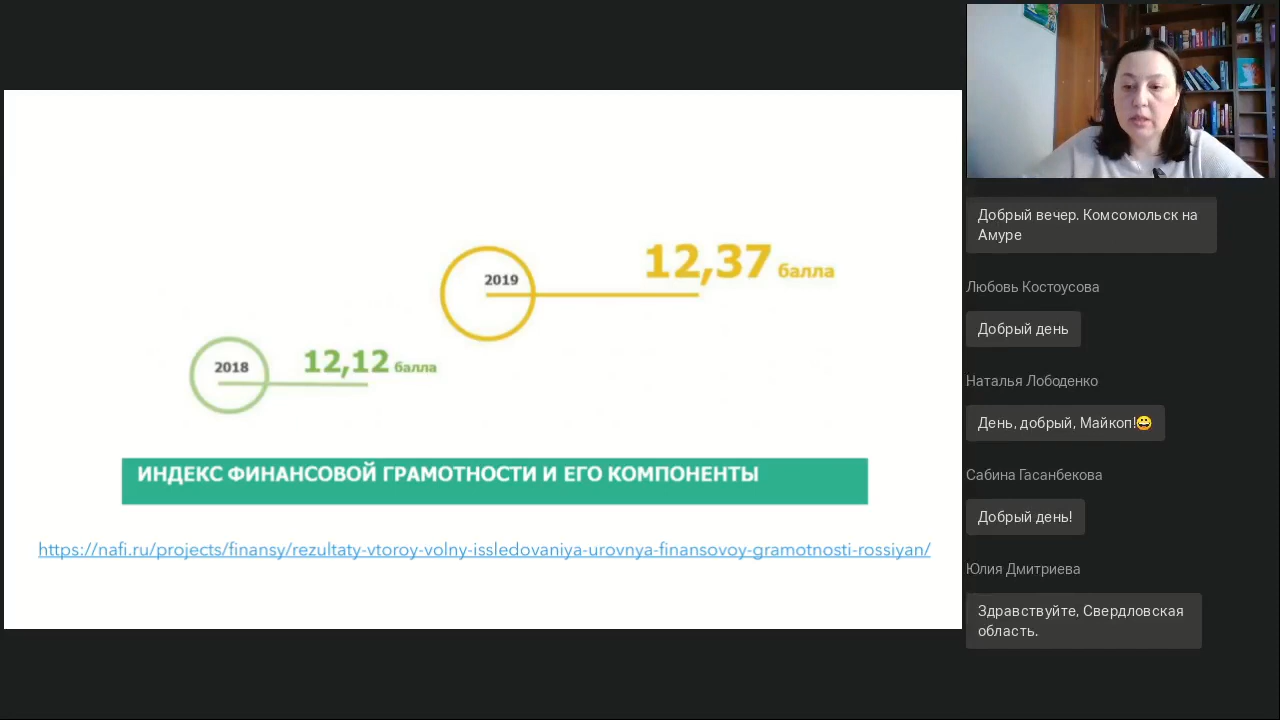 2019
12,37 балла
2018
12,12 балла
ИНДЕКС ФИНАНСОВОЙ ГРАМОТНОСТИ И ЕГО КОМПОНЕНТЫ
https://nafi.ru/projects/finansy/rezultaty-vtoroy-volny-issledovaniya-urovnya-finansovoy-gramotnosti-rossiyan/
Добрый вечер. Комсомольск на
Амуре
Любовь Костоусова
Добрый день
Наталья Лободенко
День, добрый, Майкоп!😀
Сабина Гасанбекова
Добрый день!
Юлия Дмитриева
Здравствуйте, Свердловская
область.